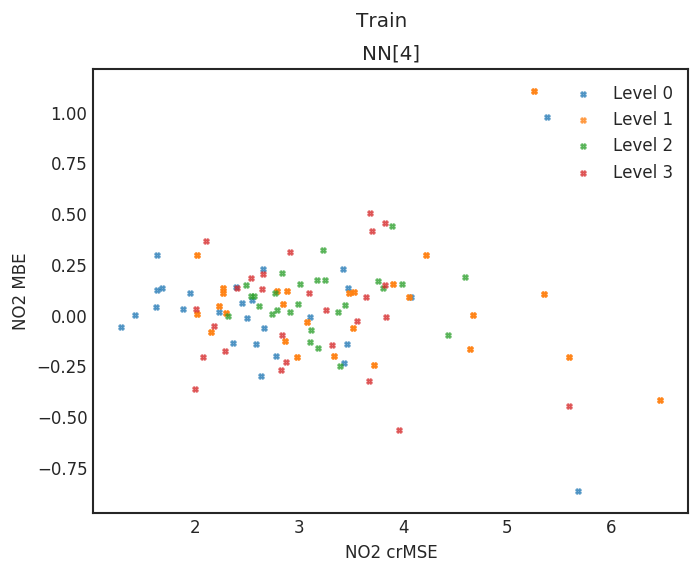 Train
NN[4]
Level 0
Level 1
Level 2
Level 3
1.00
0.75
0.50
0.25
0.00
−0.25
−0.50
−0.75
NO2 MBE
2 3 4 5 6
NO2 crMSE